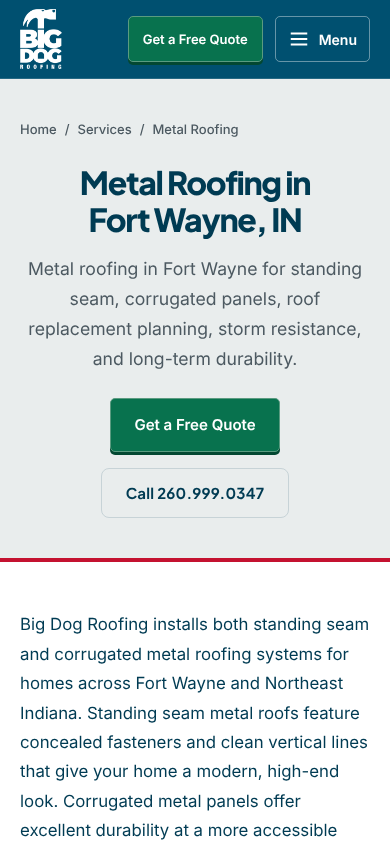 BIG
DOG
ROOFING
Get a Free Quote
Menu
Home / Services / Metal Roofing
Metal Roofing in
Fort Wayne, IN
Metal roofing in Fort Wayne for standing
seam, corrugated panels, roof
replacement planning, storm resistance,
and long-term durability.
Get a Free Quote
Call 260.999.0347
Big Dog Roofing installs both standing seam
and corrugated metal roofing systems for
homes across Fort Wayne and Northeast
Indiana. Standing seam metal roofs feature
concealed fasteners and clean vertical lines
that give your home a modern, high-end
look. Corrugated metal panels offer
excellent durability at a more accessible